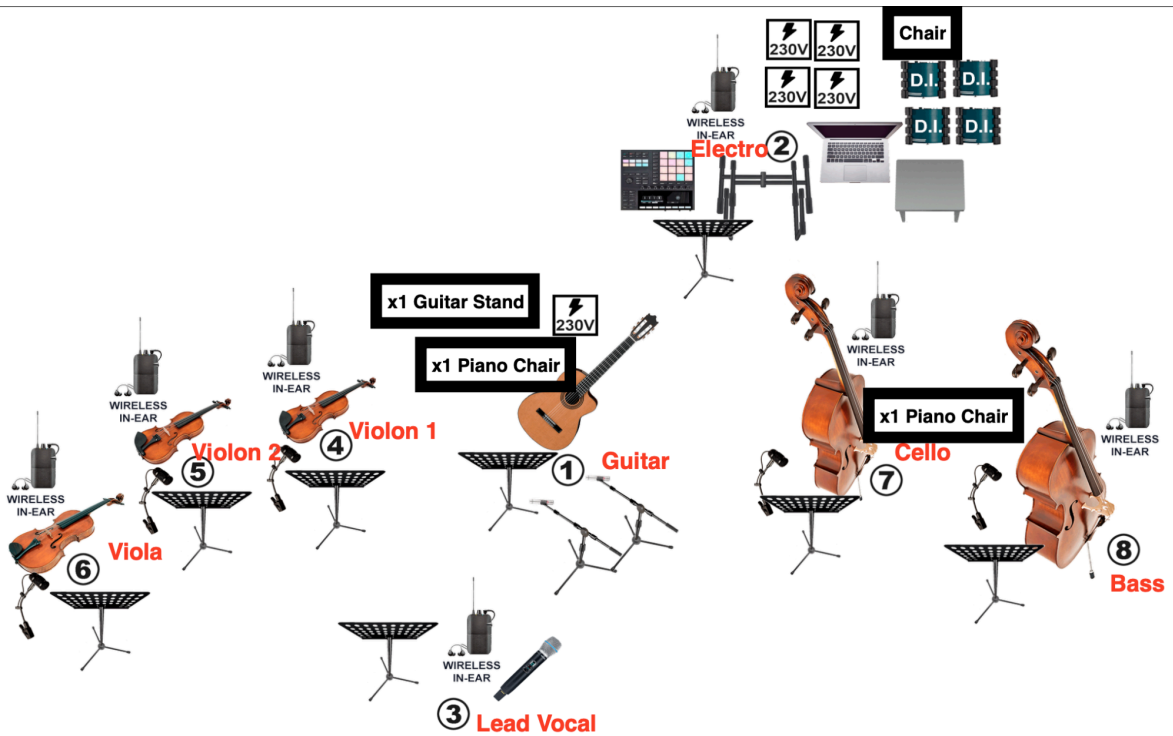 230V
230V
Chair
230V
230V
D.I.
D.I.
D.I.
D.I.
WIRELESS
IN-EAR
Electro
2
x1 Guitar Stand
230V
x1 Piano Chair
WIRELESS
IN-EAR
x1 Piano Chair
WIRELESS
IN-EAR
WIRELESS
IN-EAR
WIRELESS
IN-EAR
Violon 1
4
Violon 2
5
1
Guitar
Cello
7
WIRELESS
IN-EAR
Viola
6
8
Bass
WIRELESS
IN-EAR
3
Lead Vocal